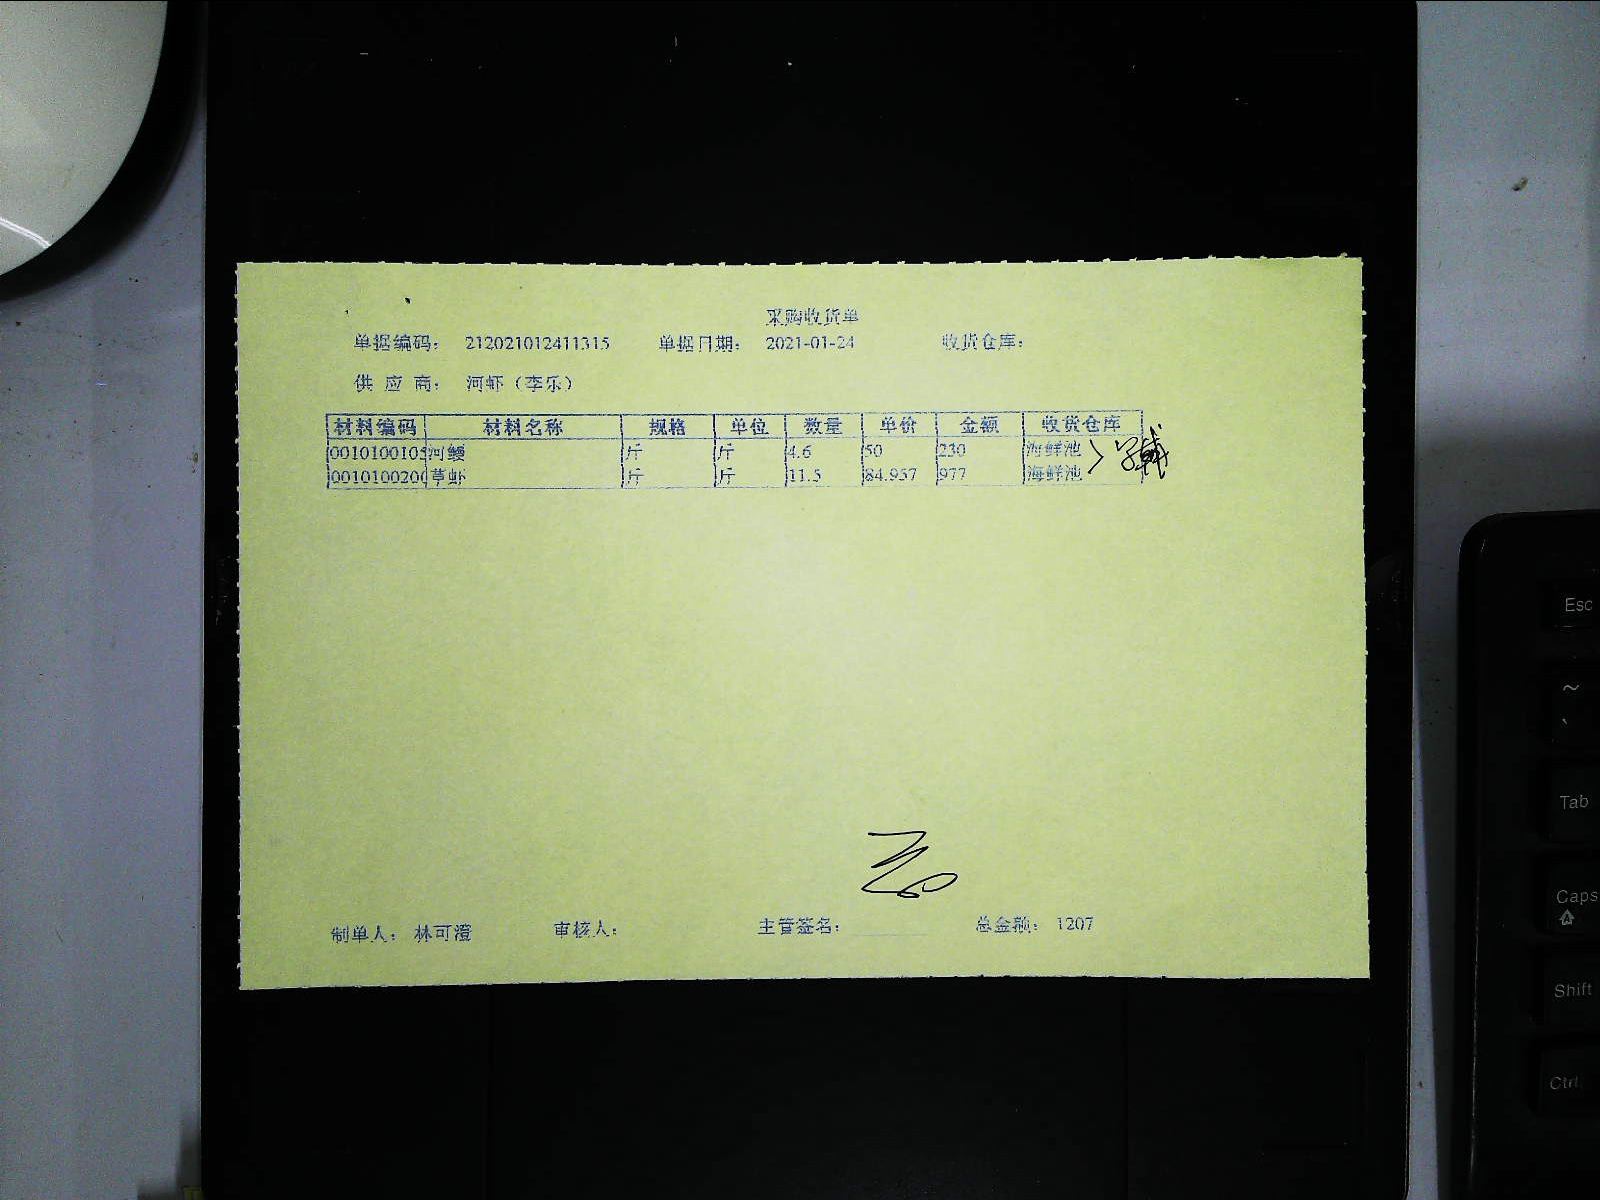 采购收货单
单据编码： 212021012411315 单据日期： 2021-01-24 收货仓库：
供 应 商： 河虾（李乐）
材料编码 材料名称 规格 单位 数量 单价 金额 收货仓库
0010100105 河鳗 斤 斤 4.6 50 230 海鲜池
001010020 草虾 斤 斤 11.5 84.957 977 海鲜池
制单人： 林可澄 审核人： 主管签名： 总金额： 1207
Esc
~
`
Tab
Caps
Shift
Ctrl